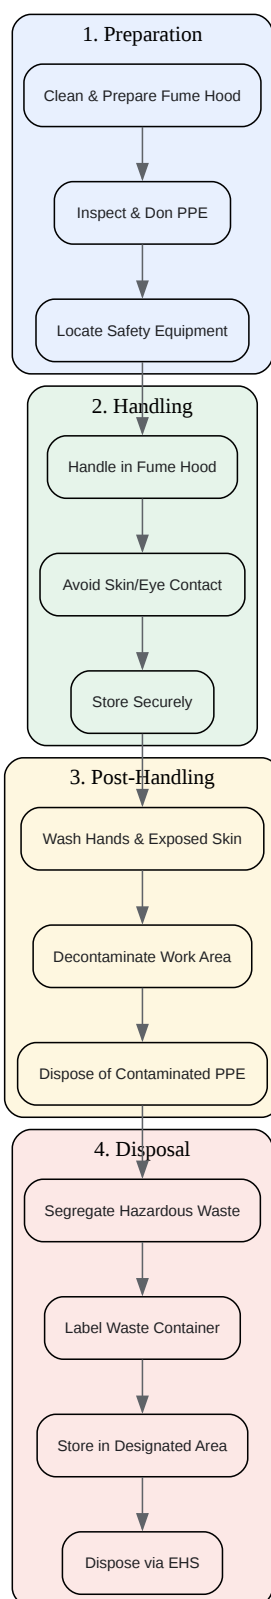 1. Preparation
Clean & Prepare Fume Hood
Inspect & Don PPE
Locate Safety Equipment
2. Handling
Handle in Fume Hood
Avoid Skin/Eye Contact
Store Securely
3. Post-Handling
Wash Hands & Exposed Skin
Decontaminate Work Area
Dispose of Contaminated PPE
4. Disposal
Segregate Hazardous Waste
Label Waste Container
Store in Designated Area
Dispose via EHS